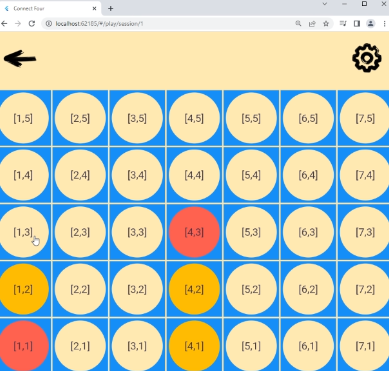 Connect Four
localhost:62105/#/play/session/1
[1,5] [2,5] [3,5] [4,5] [5,5] [6,5] [7,5]
[1,4] [2,4] [3,4] [4,4] [5,4] [6,4] [7,4]
[1,3] [2,3] [3,3] [4,3] [5,3] [6,3] [7,3]
[1,2] [2,2] [3,2] [4,2] [5,2] [6,2] [7,2]
[1,1] [2,1] [3,1] [4,1] [5,1] [6,1] [7,1]